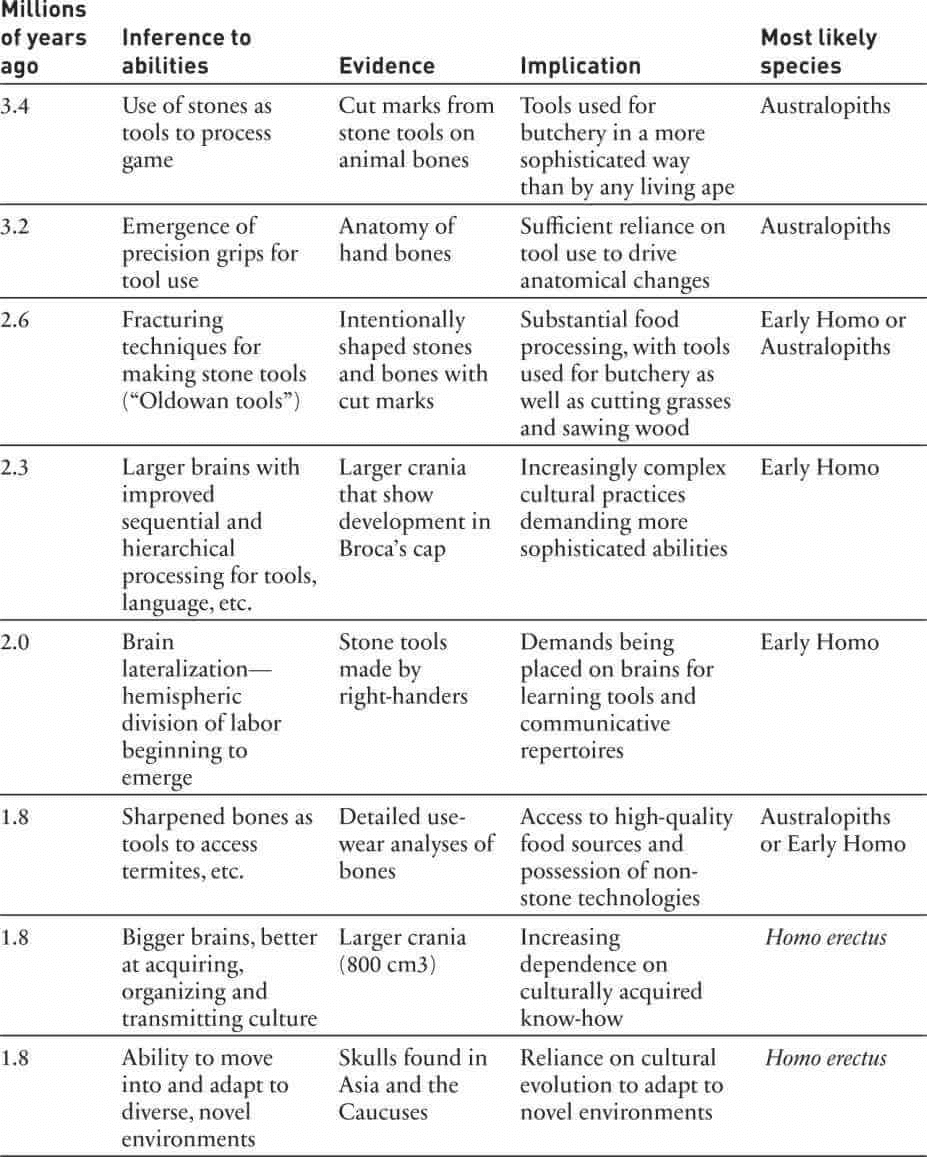 Millions
of years
ago
Inference to
abilities
Evidence
Implication
Most likely
species
3.4
Use of stones as
tools to process
game
Cut marks from
stone tools on
animal bones
Tools used for
butchery in a more
sophisticated way
than by any living ape
Australopiths
3.2
Emergence of
precision grips for
tool use
Anatomy of
hand bones
Sufficient reliance on
tool use to drive
anatomical changes
Australopiths
2.6
Fracturing
techniques for
making stone tools
(“Oldowan tools”)
Intentionally
shaped stones
and bones with
cut marks
Substantial food
processing, with tools
used for butchery as
well as cutting grasses
and sawing wood
Early Homo or
Australopiths
2.3
Larger brains with
improved
sequential and
hierarchical
processing for tools,
language, etc.
Larger crania
that show
development in
Broca’s cap
Increasingly complex
cultural practices
demanding more
sophisticated abilities
Early Homo
2.0
Brain
lateralization—
hemispheric
division of labor
beginning to
emerge
Stone tools
made by
right-handers
Demands being
placed on brains for
learning tools and
communicative
repertoires
Early Homo
1.8
Sharpened bones as
tools to access
termites, etc.
Detailed use-
wear analyses of
bones
Access to high-quality
food sources and
possession of non-
stone technologies
Australopiths
or Early Homo
1.8
Bigger brains, better
at acquiring,
organizing and
transmitting culture
Larger crania
(800 cm3)
Increasing
dependence on
culturally acquired
know-how
Homo erectus
1.8
Ability to move
into and adapt to
diverse, novel
environments
Skulls found in
Asia and the
Caucuses
Reliance on cultural
evolution to adapt to
novel environments
Homo erectus